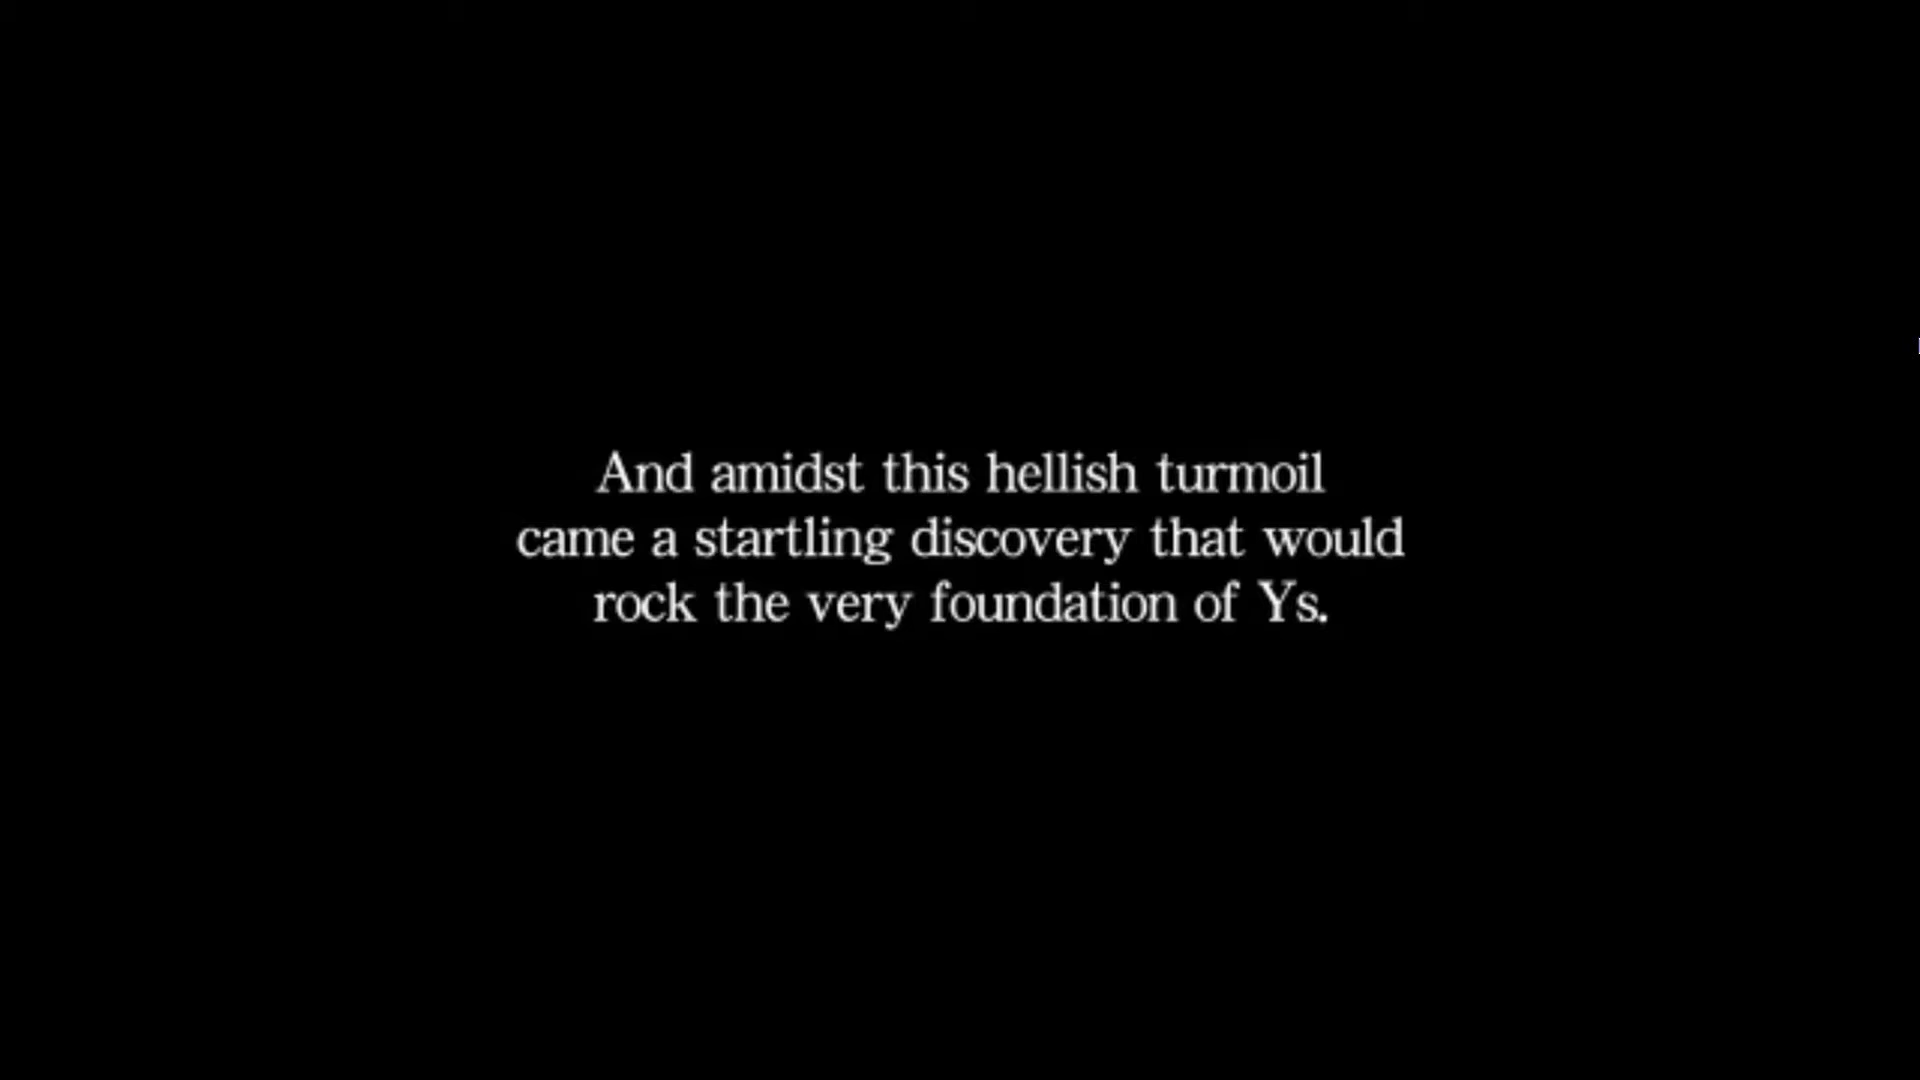 And amidst this hellish turmoil
came a startling discovery that would
rock the very foundation of Ys.